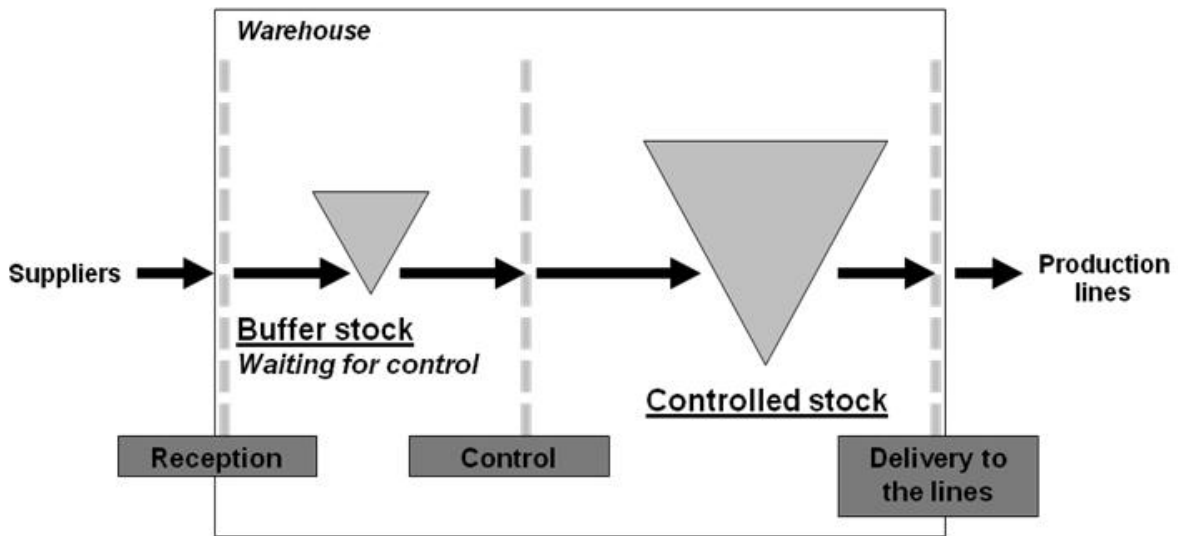 Warehouse
Suppliers
Production
lines
Buffer stock
Waiting for control
Controlled stock
Reception
Control
Delivery to
the lines